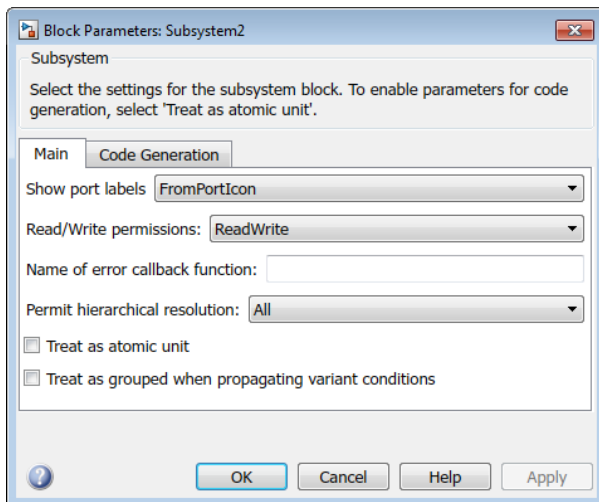 Block Parameters: Subsystem2
Subsystem
Select the settings for the subsystem block. To enable parameters for code
generation, select 'Treat as atomic unit'.
Main Code Generation
Show port labels FromPortIcon
Read/Write permissions: ReadWrite
Name of error callback function:
Permit hierarchical resolution: All
Treat as atomic unit
Treat as grouped when propagating variant conditions
? OK Cancel Help Apply